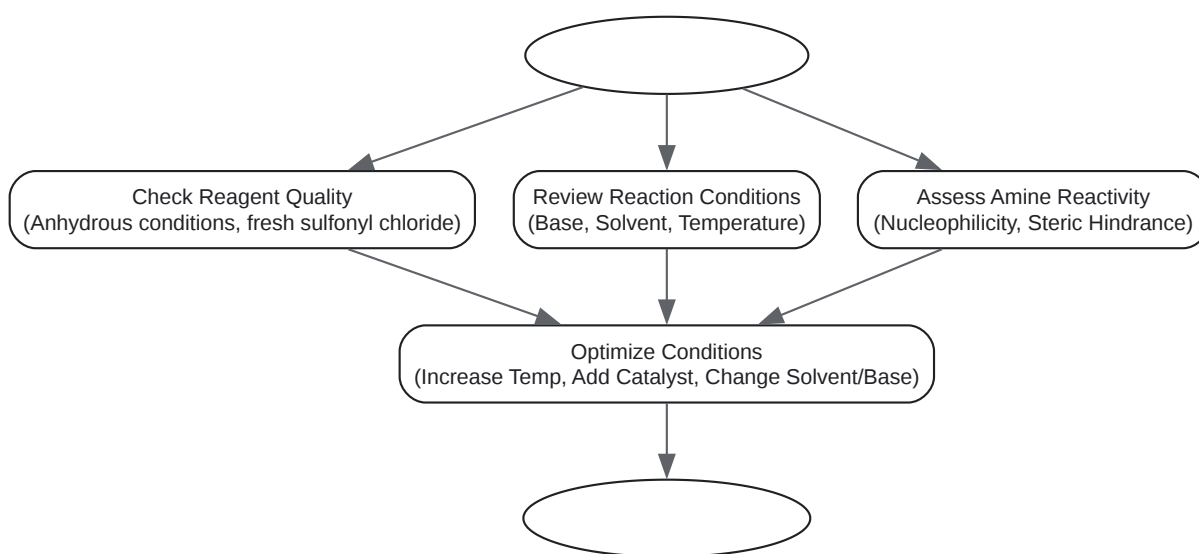 Check Reagent Quality
(Anhydrous conditions, fresh sulfonyl chloride)
Review Reaction Conditions
(Base, Solvent, Temperature)
Assess Amine Reactivity
(Nucleophilicity, Steric Hindrance)
Optimize Conditions
(Increase Temp, Add Catalyst, Change Solvent/Base)